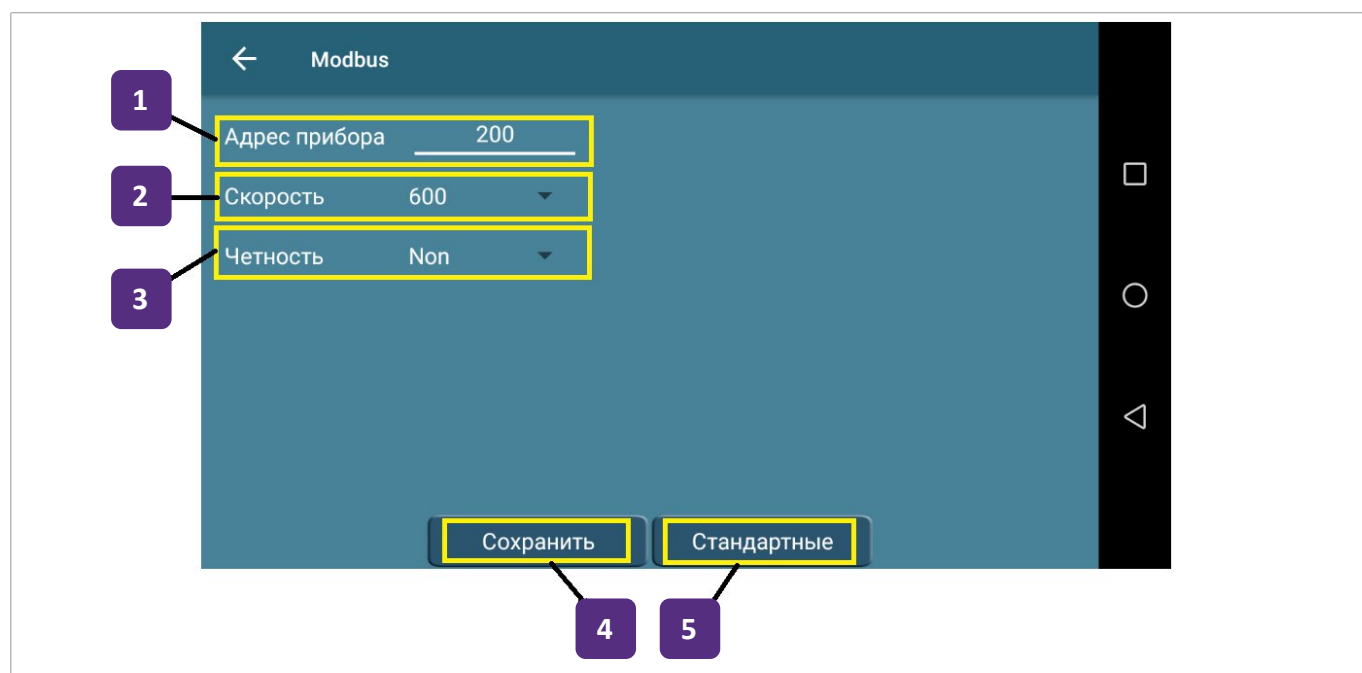 Modbus
1
Адрес прибора 200
2
Скорость 600
Четность Non
3
Сохранить Стандартные
4 5